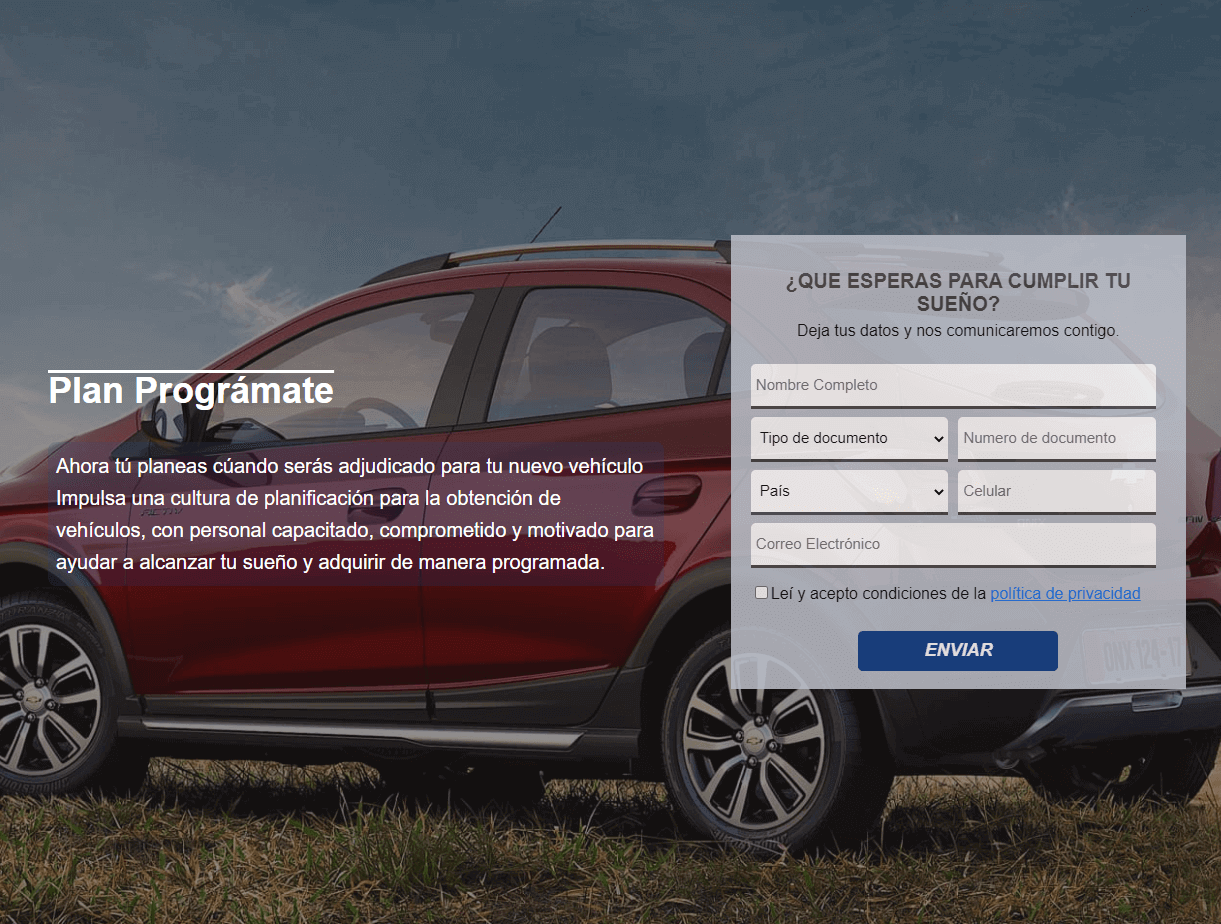 Plan Prográmate
Ahora tú planeas cúando serás adjudicado para tu nuevo vehículo
Impulsa una cultura de planificación para la obtención de
vehículos, con personal capacitado, comprometido y motivado para
ayudar a alcanzar tu sueño y adquirir de manera programada.
¿QUE ESPERAS PARA CUMPLIR TU
SUEÑO?
Deja tus datos y nos comunicaremos contigo.
Nombre Completo
Tipo de documento
Numero de documento
País
Celular
Correo Electrónico
Leí y acepto condiciones de la política de privacidad
ENVIAR
ONX 124-17